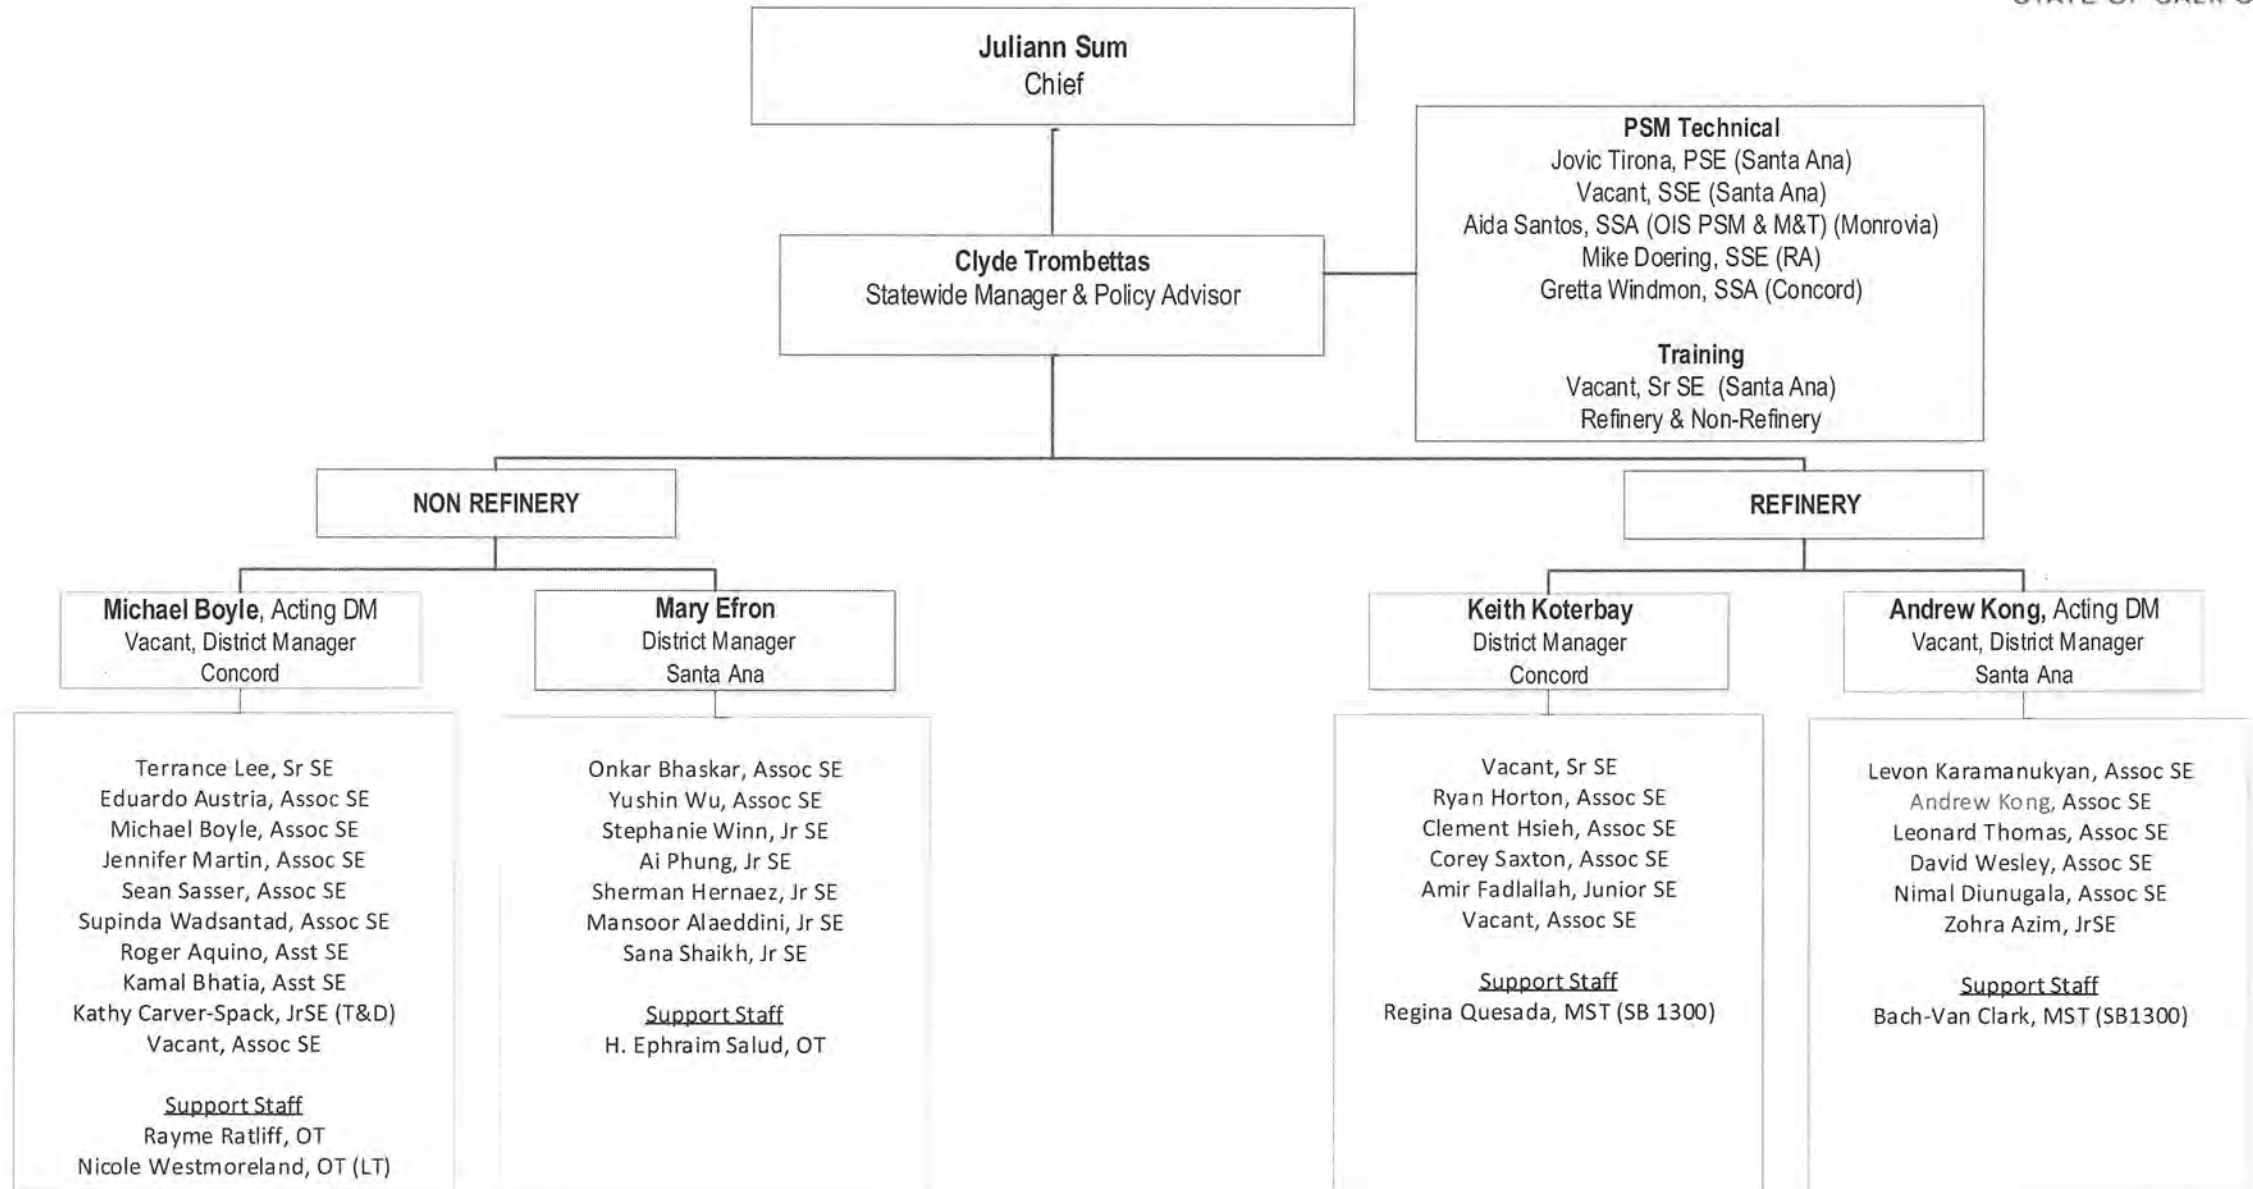 Juliann Sum
Chief
PSM Technical
Jovic Tirona, PSE (Santa Ana)
Vacant, SSE (Santa Ana)
Aida Santos, SSA (OIS PSM & M&T) (Monrovia)
Mike Doering, SSE (RA)
Gretta Windmon, SSA (Concord)
Training
Vacant, Sr SE (Santa Ana)
Refinery & Non-Refinery
Clyde Trombettas
Statewide Manager & Policy Advisor
NON REFINERY
REFINERY
Michael Boyle, Acting DM
Vacant, District Manager
Concord
Mary Efron
District Manager
Santa Ana
Keith Koterbay
District Manager
Concord
Andrew Kong, Acting DM
Vacant, District Manager
Santa Ana
Terrance Lee, Sr SE
Eduardo Austria, Assoc SE
Michael Boyle, Assoc SE
Jennifer Martin, Assoc SE
Sean Sasser, Assoc SE
Supinda Wadsantad, Assoc SE
Roger Aquino, Asst SE
Kamal Bhatia, Asst SE
Kathy Carver-Spack, JrSE (T&D)
Vacant, Assoc SE
Support Staff
Rayme Ratliff, OT
Nicole Westmoreland, OT (LT)
Onkar Bhaskar, Assoc SE
Yushin Wu, Assoc SE
Stephanie Winn, Jr SE
Ai Phung, Jr SE
Sherman Hernaez, Jr SE
Mansoor Alaeddini, Jr SE
Sana Shaikh, Jr SE
Support Staff
H. Ephraim Salud, OT
Vacant, Sr SE
Ryan Horton, Assoc SE
Clement Hsieh, Assoc SE
Corey Saxton, Assoc SE
Amir Fadlallah, Junior SE
Vacant, Assoc SE
Support Staff
Regina Quesada, MST (SB 1300)
Levon Karamanukyan, Assoc SE
Andrew Kong, Assoc SE
Leonard Thomas, Assoc SE
David Wesley, Assoc SE
Nimal Diunugala, Assoc SE
Zohra Azim, JrSE
Support Staff
Bach-Van Clark, MST (SB1300)